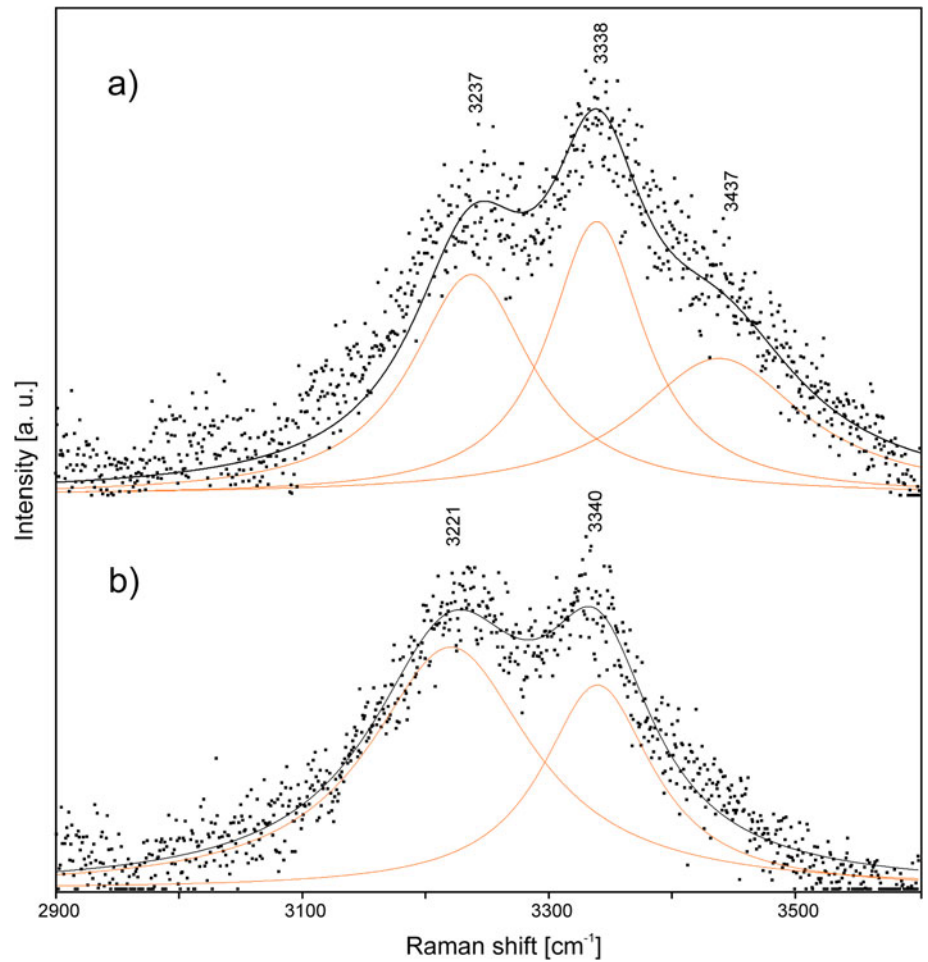 a)
3237
3338
3437
b)
3221
3340
Intensity [a. u.]
2900
3100
3300
3500
Raman shift [cm⁻¹]